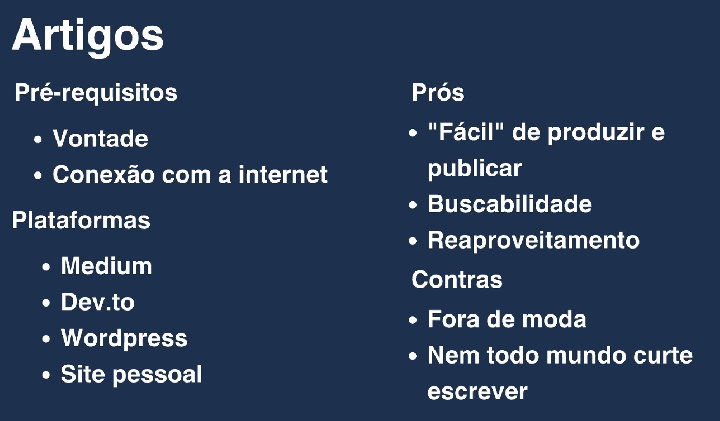 Artigos
Pré-requisitos
• Vontade
• Conexão com a internet
Plataformas
• Medium
• Dev.to
• Wordpress
• Site pessoal
Prós
• "Fácil" de produzir e
publicar
• Buscabilidade
• Reaproveitamento
Contras
• Fora de moda
• Nem todo mundo curte
escrever